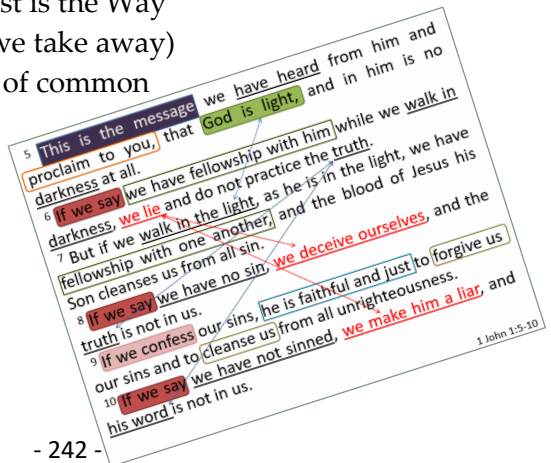 st is the Way
we take away)
of common
5 This is the message we have heard from him and
proclaim to you, that God is light, and in him is no
darkness at all.
6 If we say we have fellowship with him while we walk in
darkness, we lie and do not practice the truth.
7 But if we walk in the light, as he is in the light, we have
fellowship with one another, and the blood of Jesus his
Son cleanses us from all sin.
8 If we say we have no sin, we deceive ourselves, and the
truth is not in us.
9 If we confess our sins, he is faithful and just to forgive us
our sins and to cleanse us from all unrighteousness.
10 If we say we have not sinned, we make him a liar, and
his word is not in us.
1 John 1:5-10
- 242 -